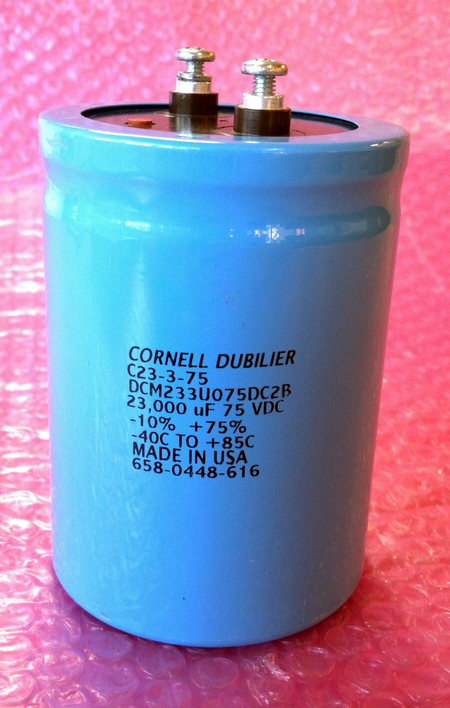 CORNELL DUBILIER
C23-3-75
DCM233U075DC2B
23,000 uF 75 VDC
-10% +75%
-40C TO +85C
MADE IN USA
658-0448-616